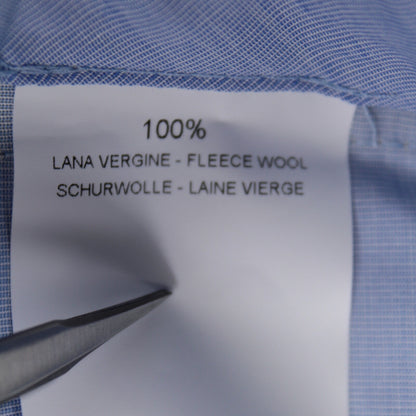 100%
LANA VERGINE - FLEECE WOOL
SCHURWOLLE - LAINE VIERGE